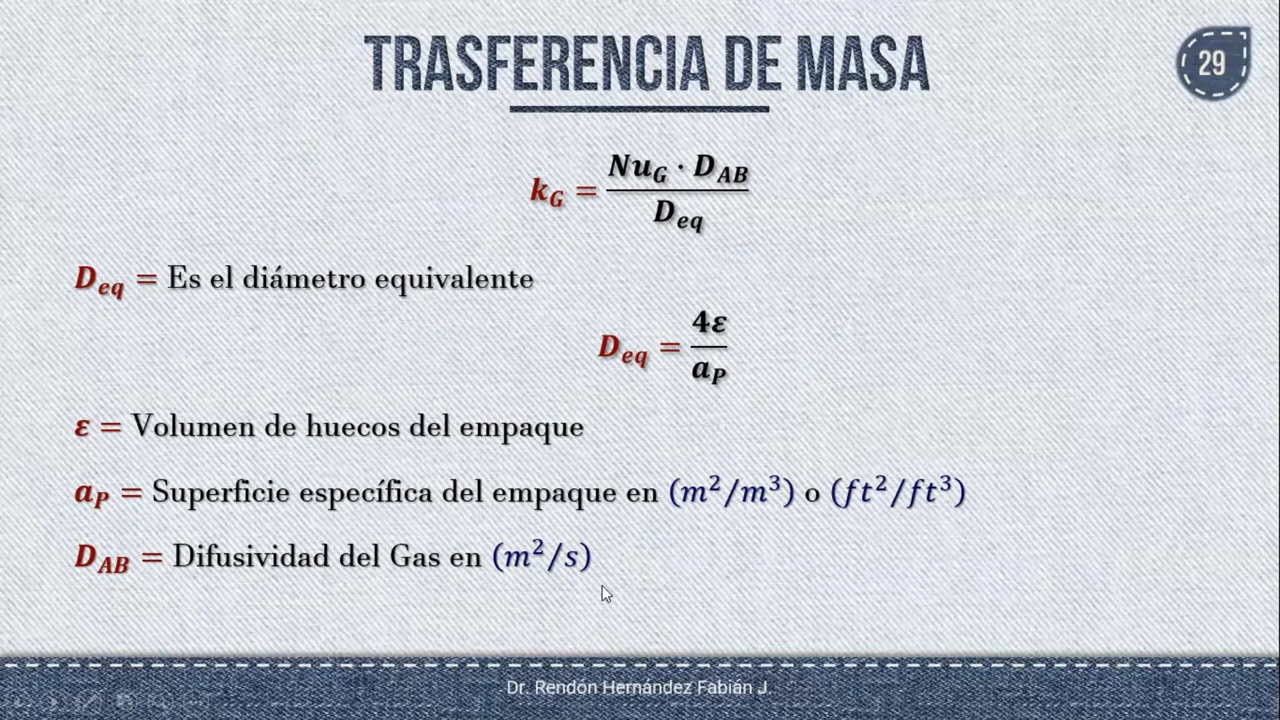 TRASFERENCIA DE MASA
29
k_G = (Nu_G · D_AB) / D_eq
D_eq = Es el diámetro equivalente
D_eq = 4ε / a_P
ε = Volumen de huecos del empaque
a_P = Superficie específica del empaque en (m²/m³) o (ft²/ft³)
D_AB = Difusividad del Gas en (m²/s)
Dr. Rendón Hernández Fabián J.